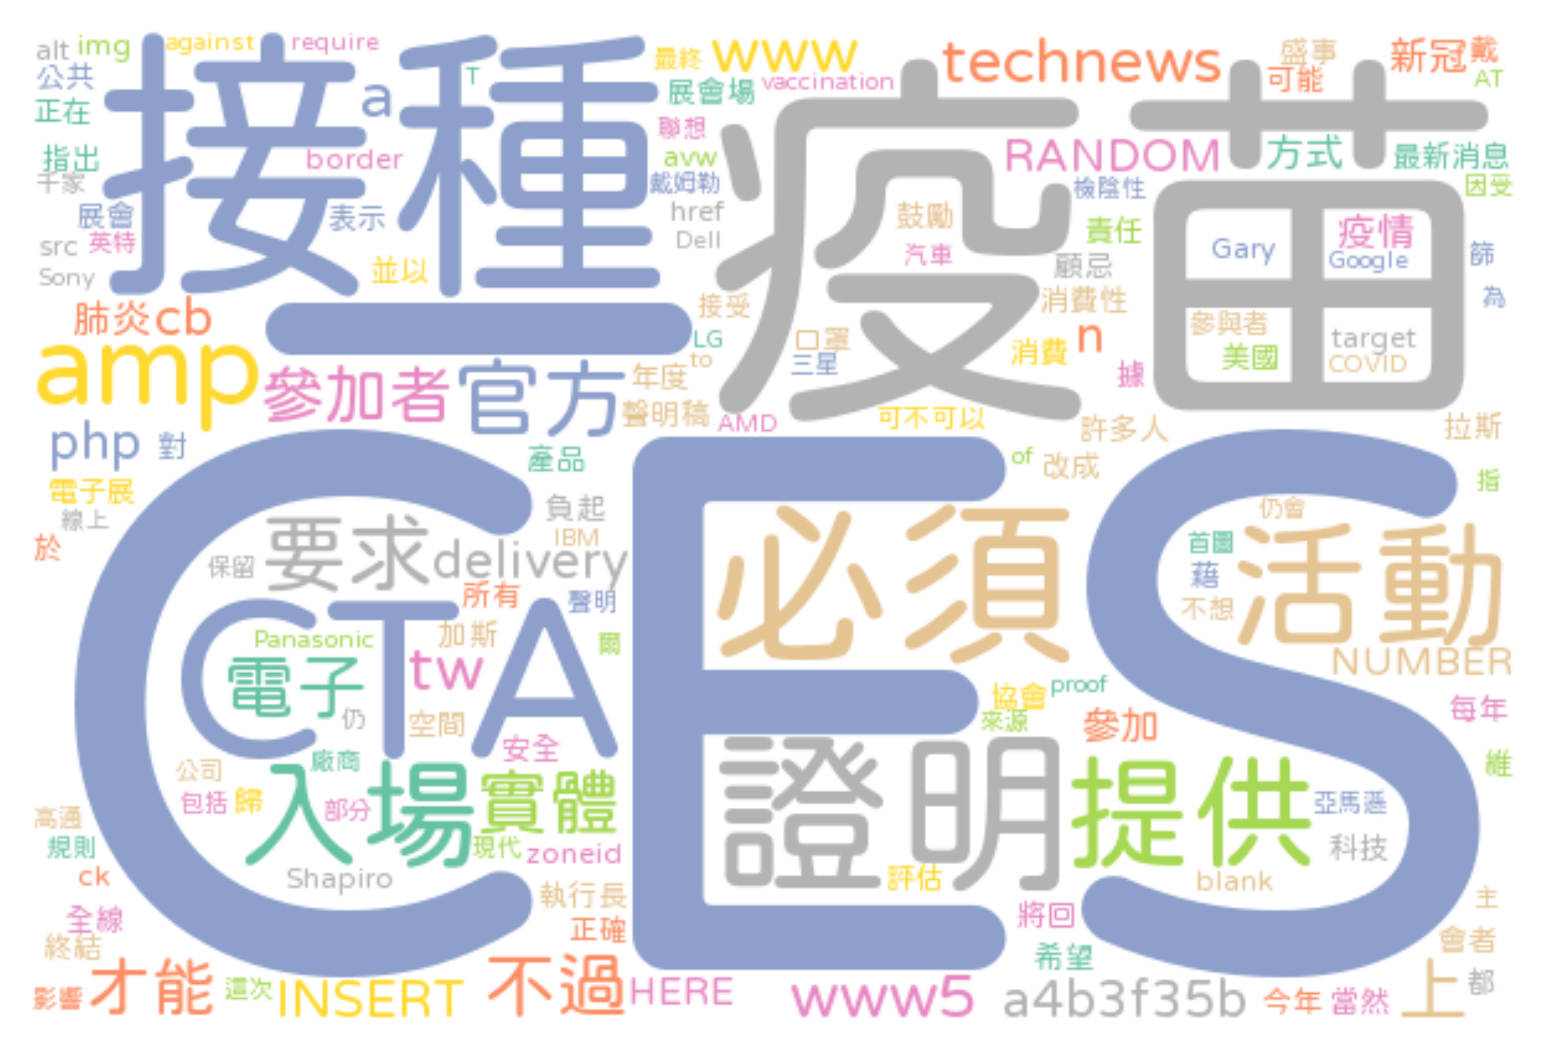 alt img against require 最終 www technews 盛事 新冠 戴
公共 接種 a T 展會場 vaccination 疫苗 可能 AT
正在 聯想 RANDOM 方式 最新消息
指出 border avw
千家 戴姆勒 檢陰性 因受
展會 表示 href 鼓勵 責任 疫情
src 英特 Dell 汽車 Gary Google 篩
Sony 並以 顧忌
肺炎 cb 一 接受 消費性 為
amp LG 口罩 n 參與者 target
參加者 官方 年度 to 三星 消費 據 美國 COVID
聲明稿 AMD 可不可以 許多人 拉斯
php 對 CES 產品 of 改成
電子展 指
線上 要求 負起 必須 仍會 活動
於 保留 delivery IBM 首圖
所有 聲明 藉
CTA Panasonic 加斯 爾 不想
電子 tw NUMBER
仍 空間 協會 proof 參加 每年
安全 來源
公司 廠商 證明 提供 維
包括 歸 入場 部分 實體 亞馬遜
高通 現代 zoneid 科技
規則
ck Shapiro 執行長 評估 blank 主
全線 正確 將回 會者
終結 希望
影響 才能 這次 INSERT 不過 HERE www5 a4b3f35b 今年 當然 上 都